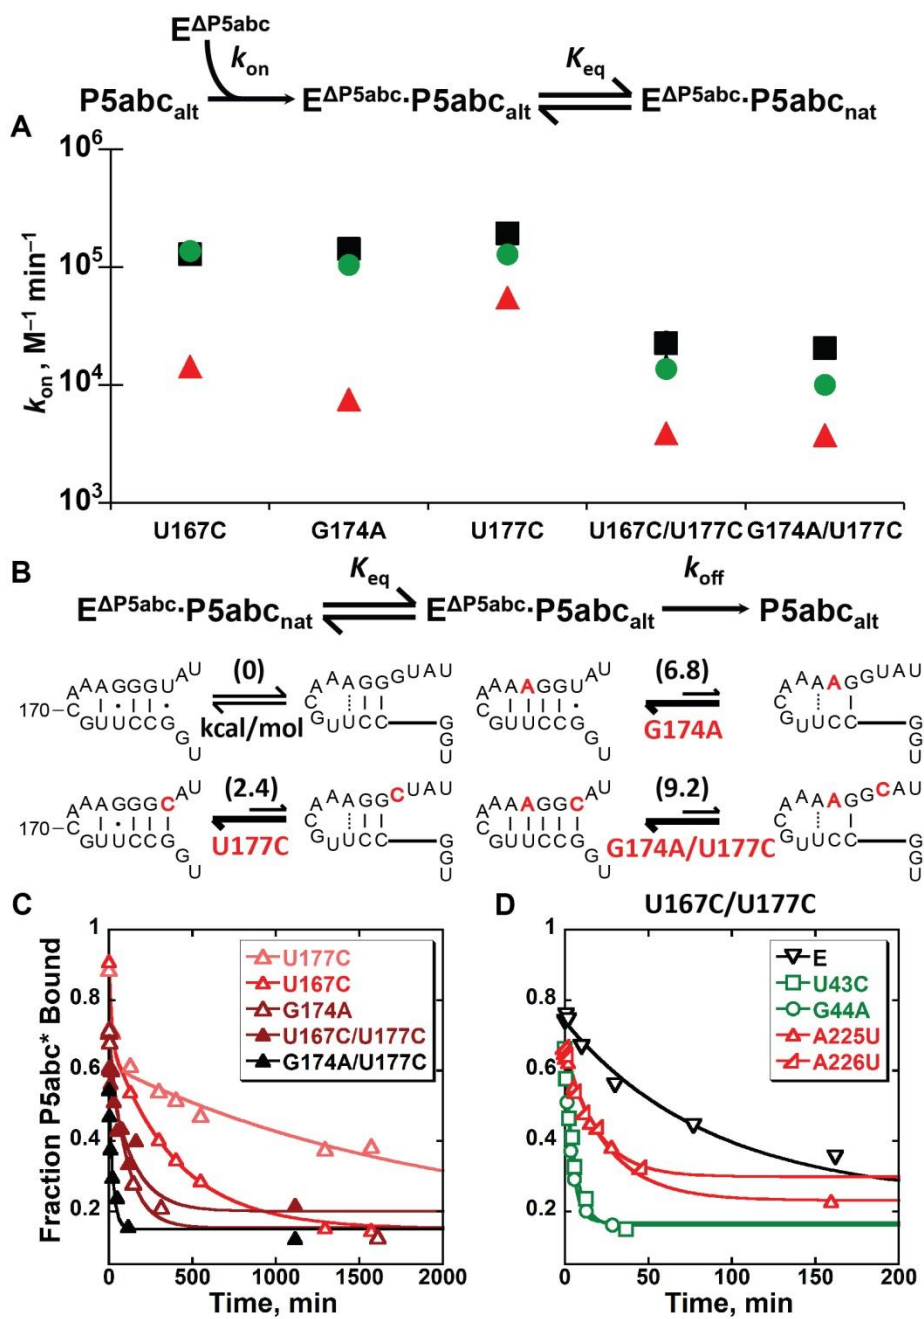 E^ΔP5abc
k_on
K_eq
P5abc_alt E^ΔP5abc·P5abc_alt E^ΔP5abc·P5abc_nat
A
10^6
10^5
10^4
10^3
k_on, M^−1 min^−1
U167C G174A U177C U167C/U177C G174A/U177C
B
K_eq k_off
E^ΔP5abc·P5abc_nat E^ΔP5abc·P5abc_alt P5abc_alt
(0) (6.8)
170
kcal/mol G174A
(2.4) (9.2)
170
U177C G174A/U177C
C D U167C/U177C
Fraction P5abc* Bound
1
0.8
0.6
0.4
0.2
U177C
U167C
G174A
U167C/U177C
G174A/U177C
0 500 1000 1500 2000
Time, min
1
0.8
0.6
0.4
0.2
E
U43C
G44A
A225U
A226U
0 50 100 150 200
Time, min